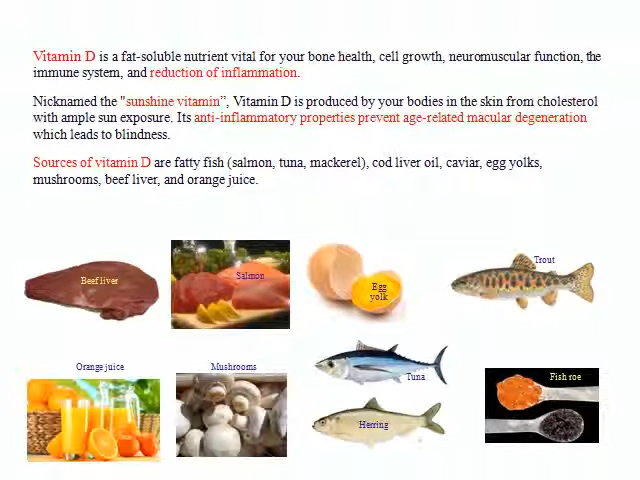 Vitamin D is a fat-soluble nutrient vital for your bone health, cell growth, neuromuscular function, the
immune system, and reduction of inflammation.
Nicknamed the "sunshine vitamin", Vitamin D is produced by your bodies in the skin from cholesterol
with ample sun exposure. Its anti-inflammatory properties prevent age-related macular degeneration
which leads to blindness.
Sources of vitamin D are fatty fish (salmon, tuna, mackerel), cod liver oil, caviar, egg yolks,
mushrooms, beef liver, and orange juice.
Beef liver
Salmon
Egg
yolk
Trout
Orange juice
Mushrooms
Tuna
Fish roe
Herring